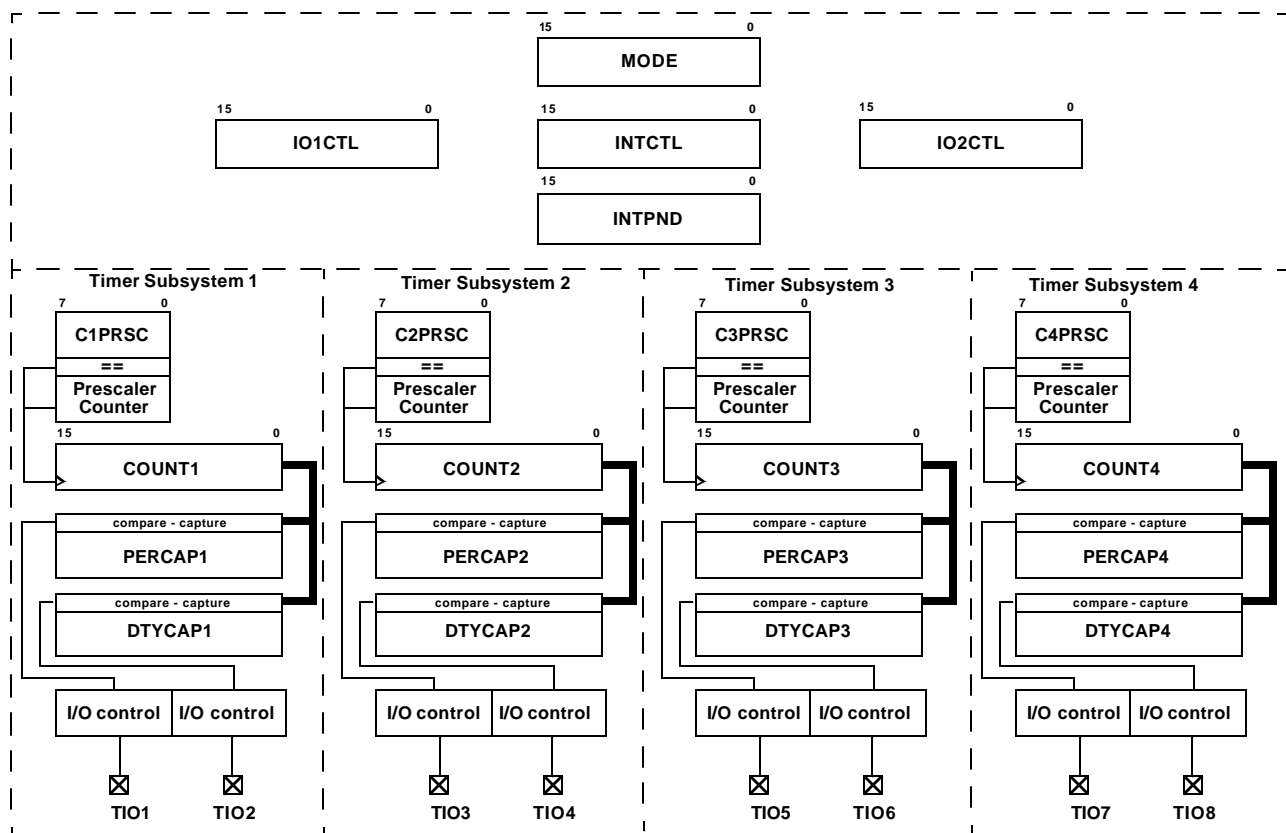 15 0
MODE
15 0 15 0 15 0
IO1CTL INTCTL IO2CTL
15 0
INTPND
Timer Subsystem 1 Timer Subsystem 2 Timer Subsystem 3 Timer Subsystem 4
7 0 7 0 7 0 7 0
C1PRSC C2PRSC C3PRSC C4PRSC
== == == ==
Prescaler Prescaler Prescaler Prescaler
Counter Counter Counter Counter
15 0 15 0 15 0 15 0
COUNT1 COUNT2 COUNT3 COUNT4
compare - capture compare - capture compare - capture compare - capture
PERCAP1 PERCAP2 PERCAP3 PERCAP4
compare - capture compare - capture compare - capture compare - capture
DTYCAP1 DTYCAP2 DTYCAP3 DTYCAP4
I/O control I/O control I/O control I/O control I/O control I/O control I/O control I/O control
TIO1 TIO2 TIO3 TIO4 TIO5 TIO6 TIO7 TIO8